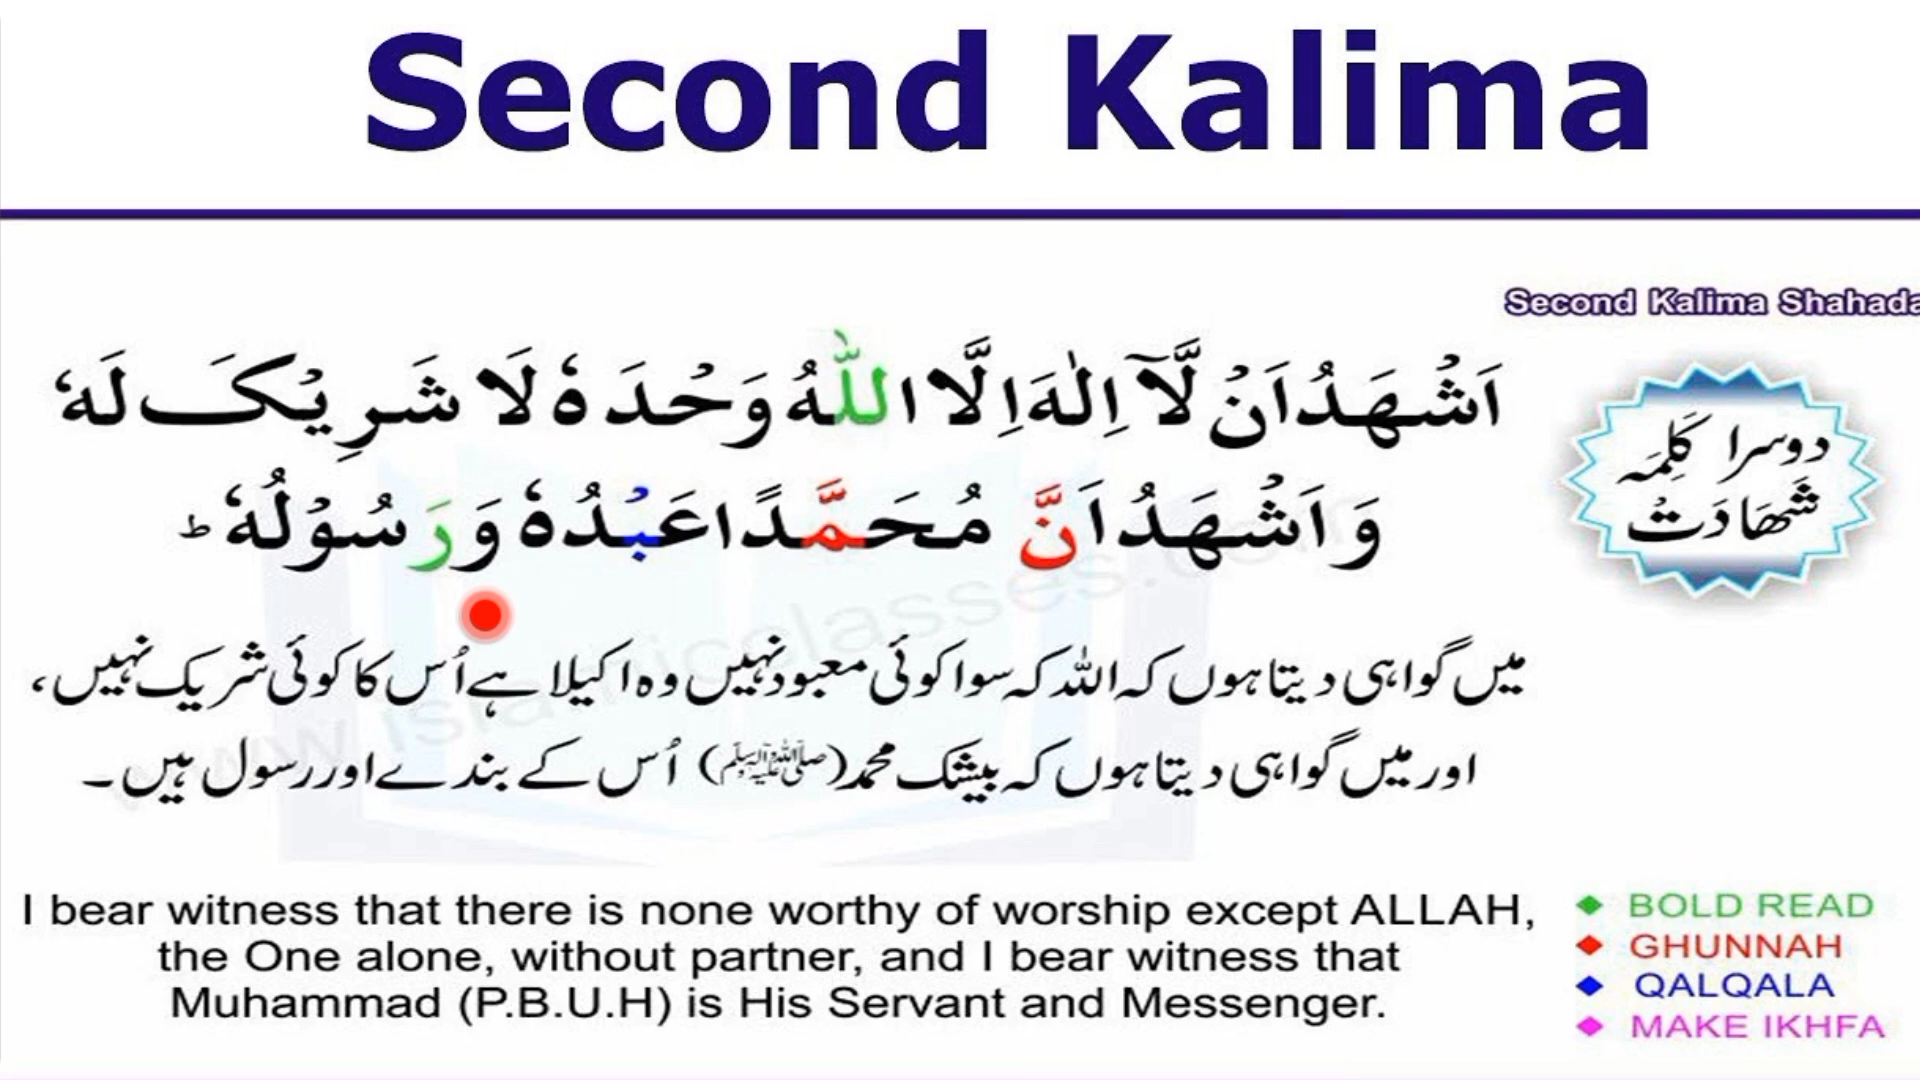 Second Kalima
Second Kalima Shahada
اَشْهَدُ اَنْ لَّآ اِلٰهَ اِلَّا اللّٰهُ وَحْدَهٗ لَا شَرِيْكَ لَهٗ
وَ اَشْهَدُ اَنَّ مُحَمَّدًا عَبْدُهٗ وَ رَسُوْلُهٗ ؕ
دوسرا کَلِمَہ
شَھَادَتْ
میں گواہی دیتا ہوں کہ اللہ کہ سوا کوئی معبود نہیں وہ اکیلا ہے اُس کا کوئی شریک نہیں،
اور میں گواہی دیتا ہوں کہ بیشک محمد (صلی اللہ علیہ وسلم) اُس کے بندے اور رسول ہیں ۔
I bear witness that there is none worthy of worship except ALLAH,
the One alone, without partner, and I bear witness that
Muhammad (P.B.U.H) is His Servant and Messenger.
BOLD READ
GHUNNAH
QALQALA
MAKE IKHFA